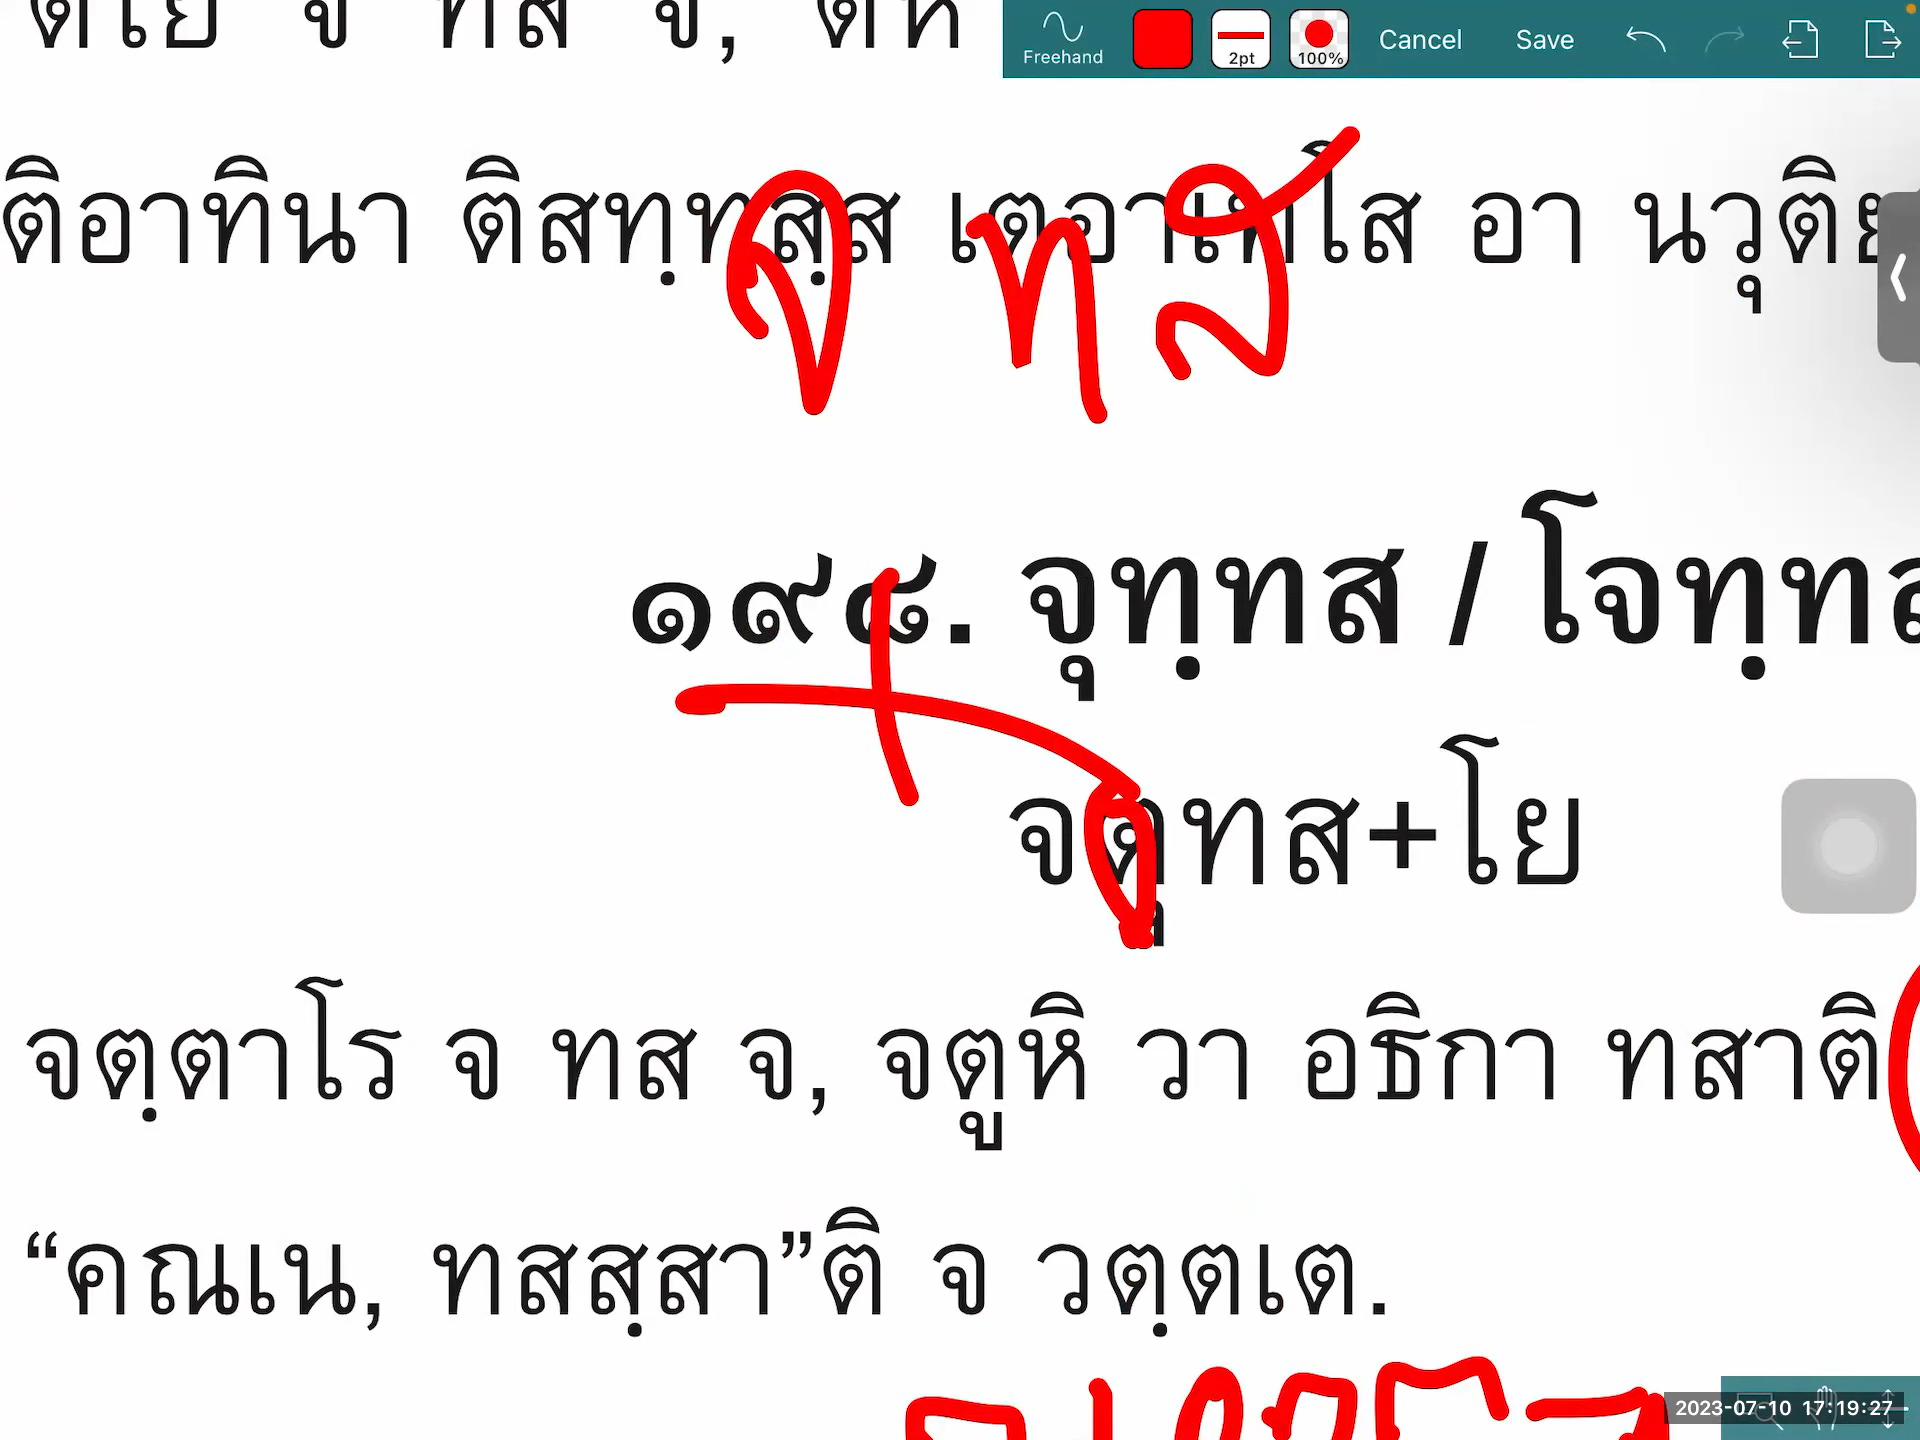 Freehand 2pt 100% Cancel Save
ติอาทินา ติสทฺทสฺส เตอาเทโส อา นวุติย
จ ท ส
๑๙๘. จุทฺทส / โจทฺทส
จตุทส+โย
จตฺตาโร จ ทส จ, จตูหิ วา อธิกา ทสาติ
“คณเน, ทสสฺสา”ติ จ วตฺตเต.
2023-07-10 17:19:27